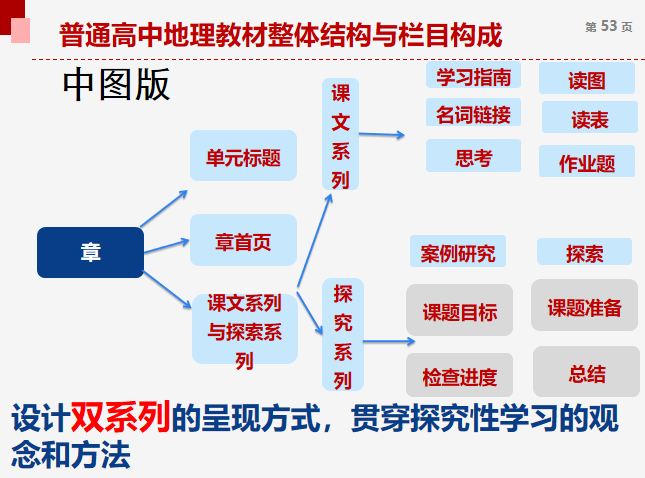 普通高中地理教材整体结构与栏目构成
第 53 页
中图版
章
单元标题
章首页
课文系列
与探索系
列
课
文
系
列
探
究
系
列
学习指南
读图
名词链接
读表
思考
作业题
案例研究
探索
课题目标
课题准备
检查进度
总结
设计双系列的呈现方式，贯穿探究性学习的观
念和方法